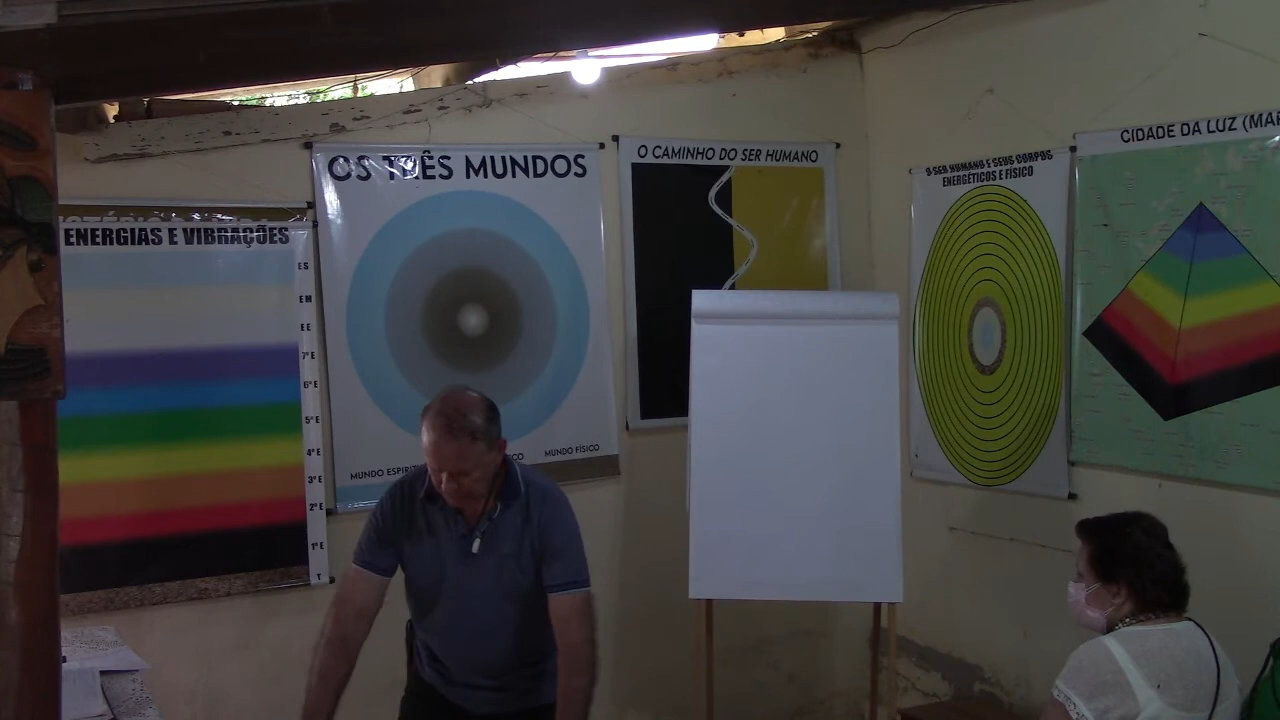 ENERGIAS E VIBRAÇÕES
ES
EM
EE
7º E
6º E
5º E
4º E
3º E
2º E
1º E
T
OS TRÊS MUNDOS
MUNDO
MUNDO FÍSICO
O CAMINHO DO SER HUMANO
O SER HUMANO E SEUS CORPOS
ENERGÉTICOS E FÍSICO
CIDADE DA LUZ